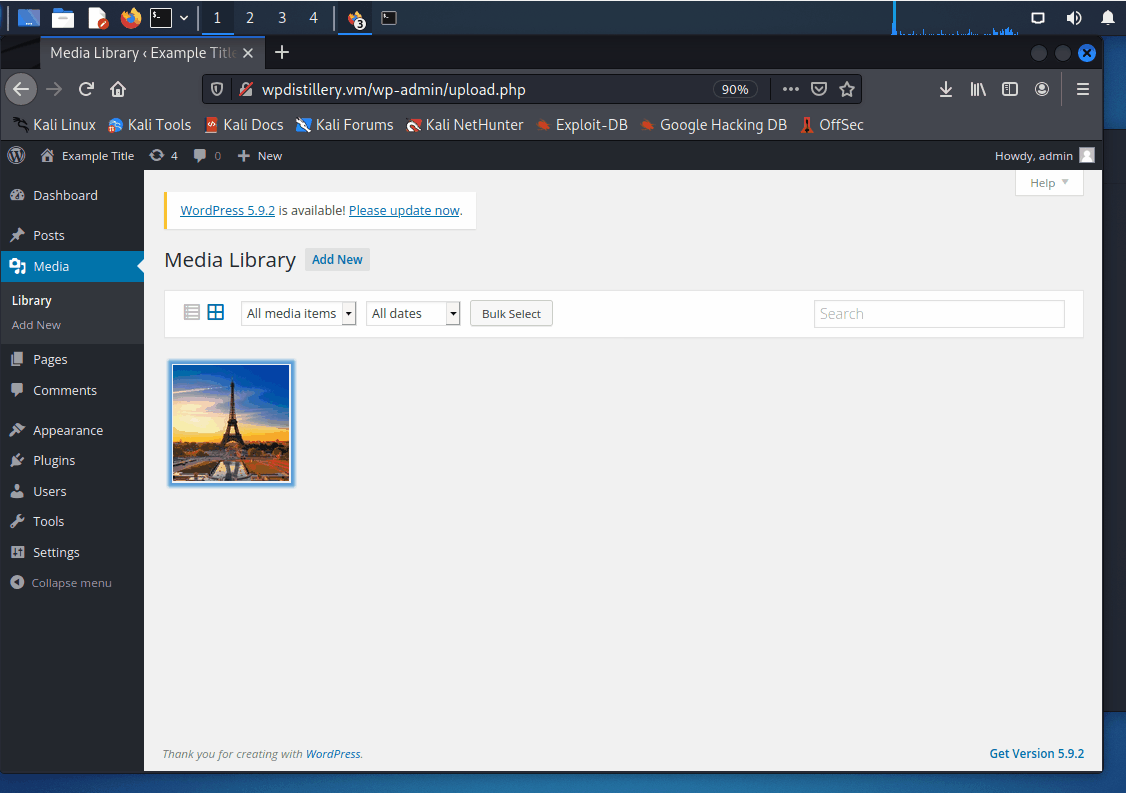 1 2 3 4 3
Media Library ‹ Example Title
wpdistillery.vm/wp-admin/upload.php 90%
Kali Linux Kali Tools Kali Docs Kali Forums Kali NetHunter Exploit-DB Google Hacking DB OffSec
Example Title 4 0 New Howdy, admin
Help
Dashboard
Posts
Media
Library
Add New
Pages
Comments
Appearance
Plugins
Users
Tools
Settings
Collapse menu
WordPress 5.9.2 is available! Please update now.
Media Library Add New
All media items All dates Bulk Select Search
Thank you for creating with WordPress. Get Version 5.9.2